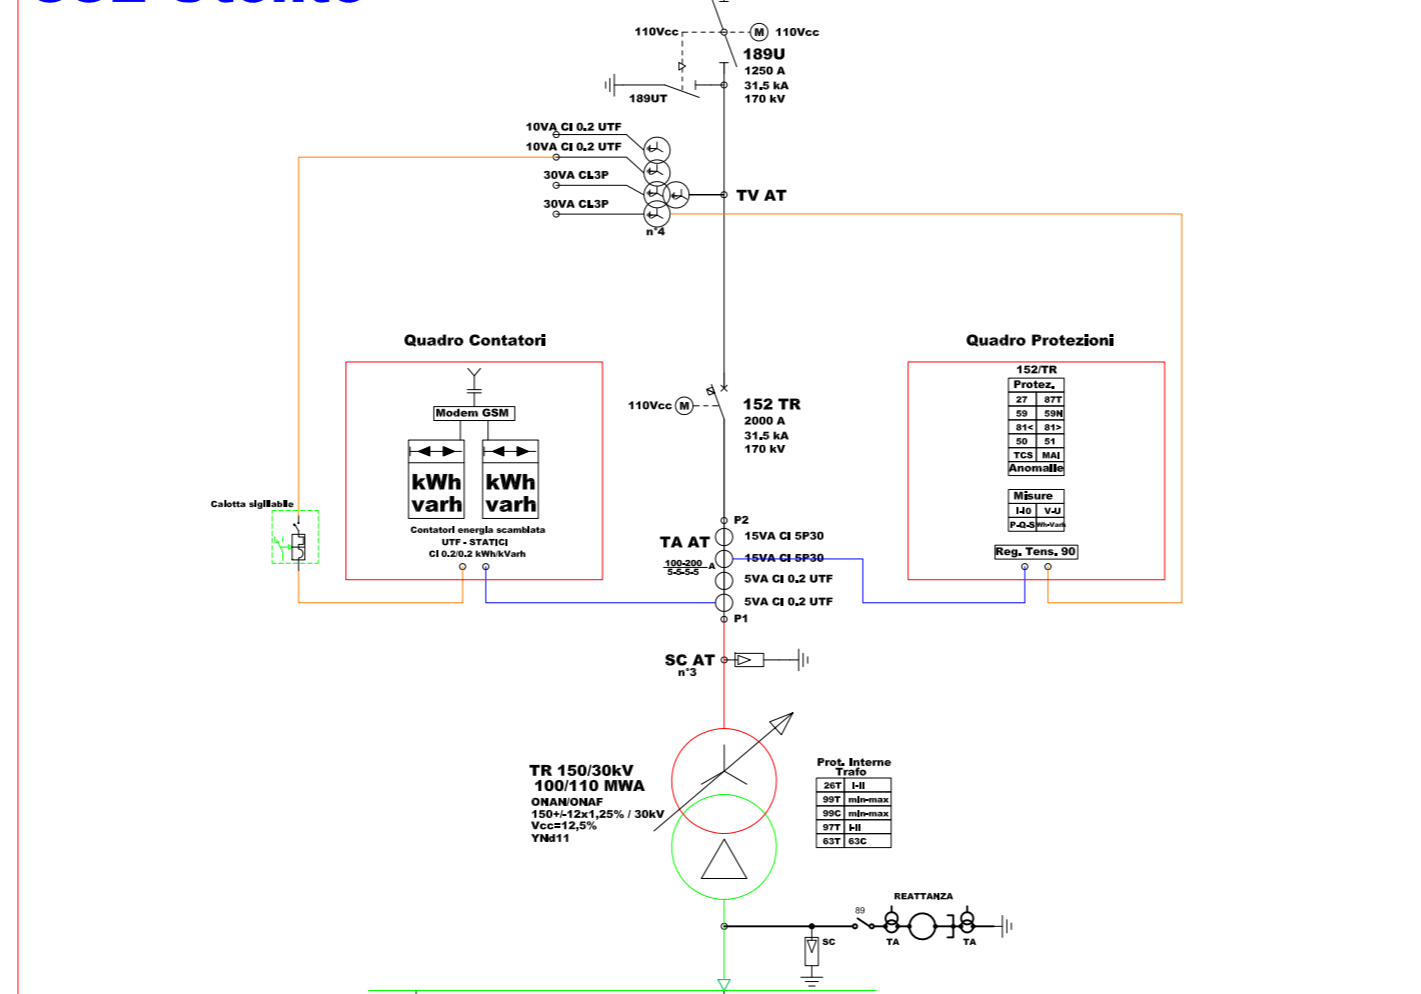 110Vcc
M
110Vcc
189U
1250 A
31.5 kA
170 kV
189UT
10VA Cl 0.2 UTF
10VA Cl 0.2 UTF
30VA CL3P
30VA CL3P
n°4
TV AT
Quadro Contatori
Modem GSM
kWh
varh
kWh
varh
Contatori energia scambiata
UTF - STATICI
Cl 0.2/0.2 kWh/kVarh
Calotta sigillabile
110Vcc
M
152 TR
2000 A
31.5 kA
170 kV
P2
TA AT
100-200
5-5-5-5
A
15VA Cl 5P30
15VA Cl 5P30
5VA Cl 0.2 UTF
5VA Cl 0.2 UTF
P1
Quadro Protezioni
152/TR
Protez.
27 87T
59 59N
81< 81>
50 51
TCS MAI
Anomalie
Misure
I-I0 V-U
P-Q-S Wh-Varh
Reg. Tens. 90
SC AT
n°3
TR 150/30kV
100/110 MWA
ONAN/ONAF
150+/-12x1,25% / 30kV
Vcc=12,5%
YNd11
Prot. Interne
Trafo
26T I-II
99T min-max
99C min-max
97T I-II
63T 63C
REATTANZA
89
TA
TA
SC